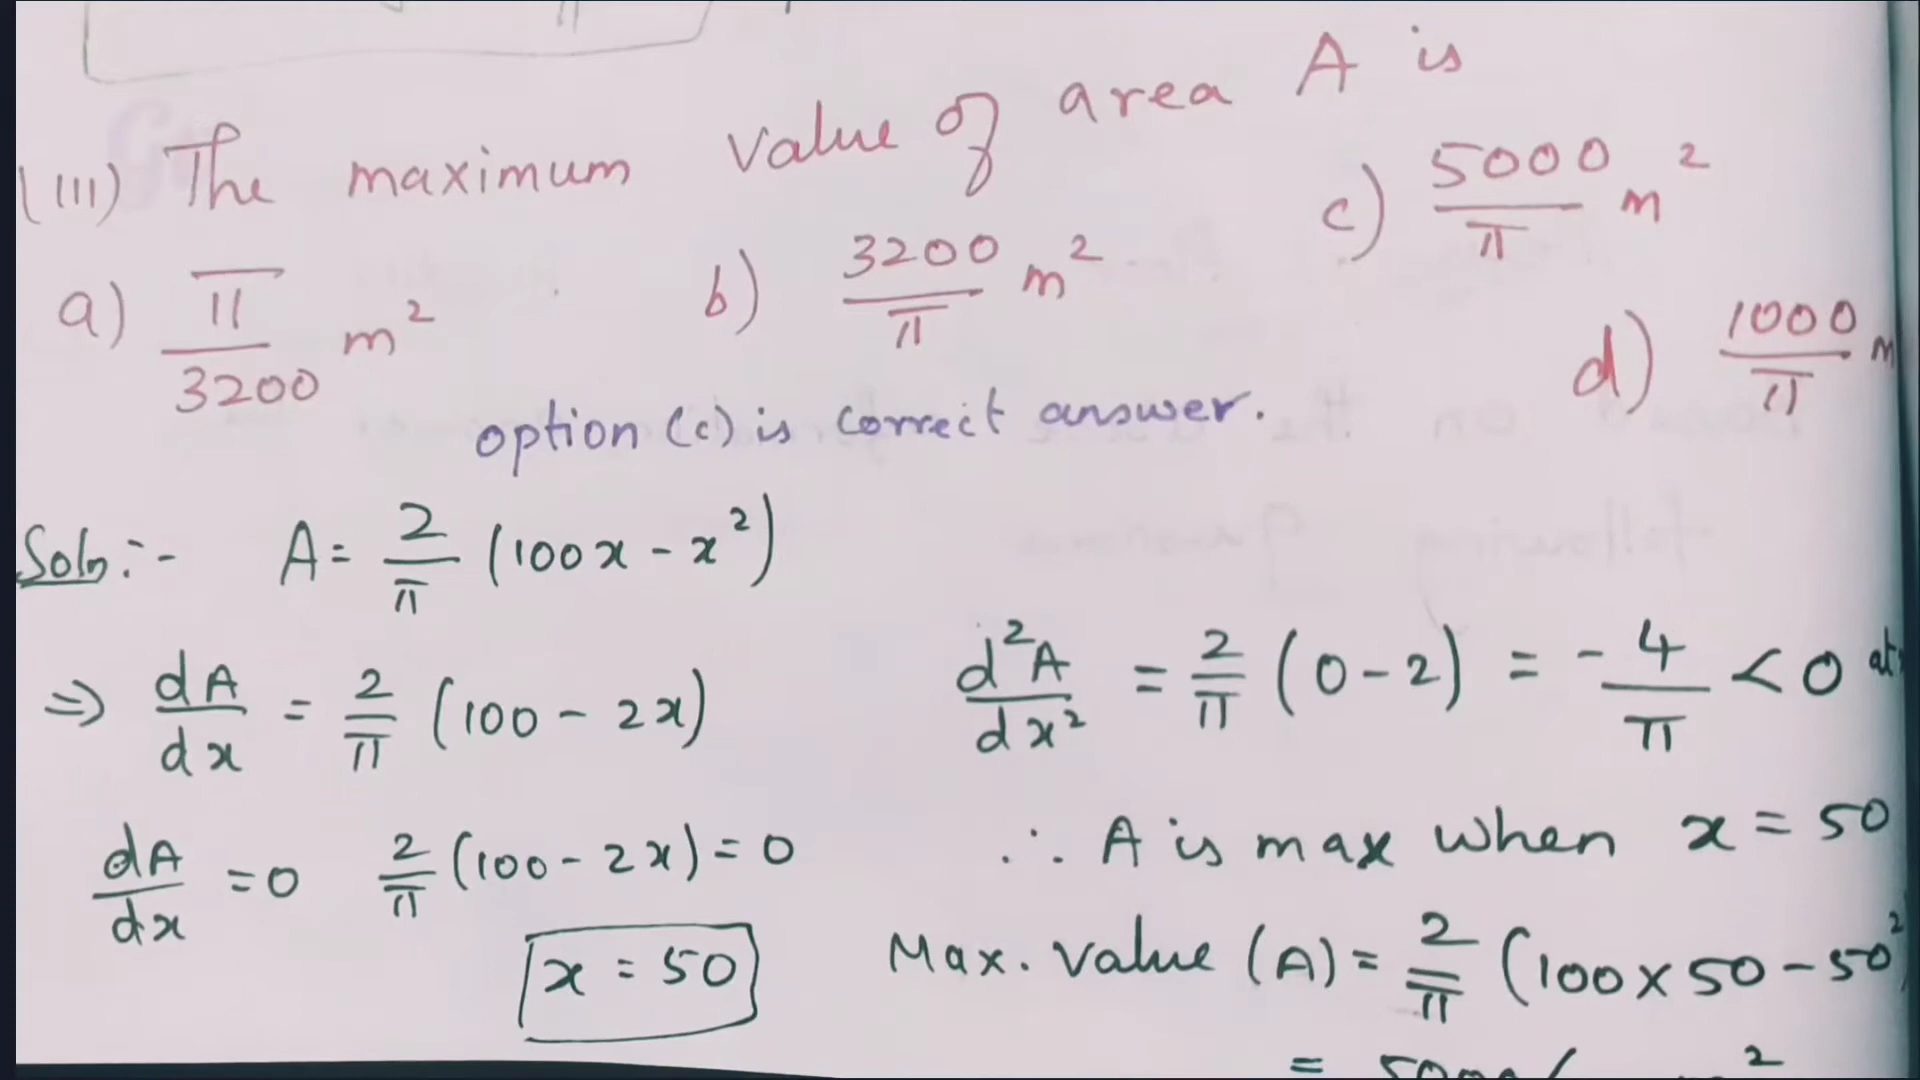 (III) The maximum value of area A is
a) π/3200 m² b) 3200/π m² c) 5000/π m² d) 1000/π m
option (c) is correct answer.
Soln:- A = 2/π (100x - x²)
⇒ dA/dx = 2/π (100 - 2x)
dA/dx = 0 2/π (100 - 2x) = 0
x = 50
d²A/dx² = 2/π (0 - 2) = - 4/π < 0 at
∴ A is max when x = 50
Max. value (A) = 2/π (100 × 50 - 50²)